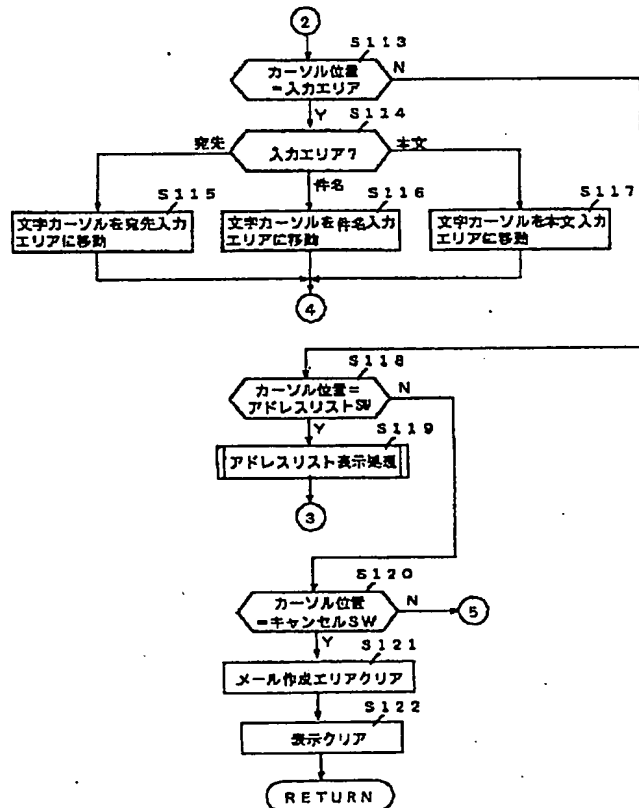 2
S113
カーソル位置
=入力エリア
N
Y
S114
宛先
入力エリア?
本文
件名
S115
文字カーソルを宛先入力
エリアに移動
S116
文字カーソルを件名入力
エリアに移動
S117
文字カーソルを本文入力
エリアに移動
4
S118
カーソル位置=
アドレスリストSW
N
Y
S119
アドレスリスト表示処理
3
S120
カーソル位置
=キャンセルSW
N
5
Y
S121
メール作成エリアクリア
S122
表示クリア
RETURN